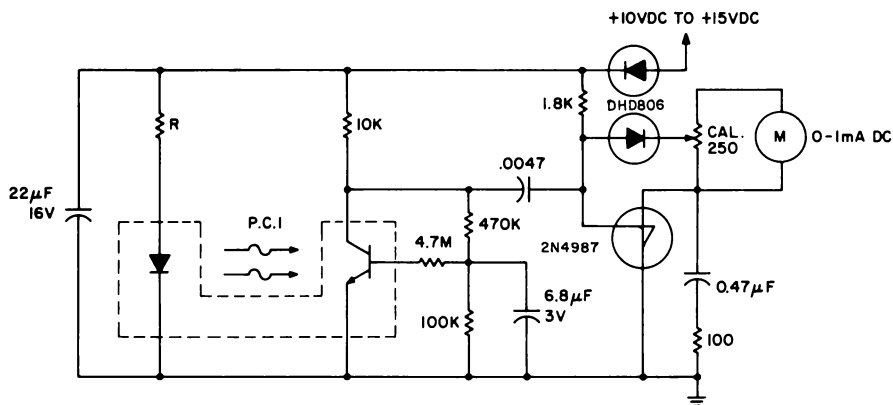 +10VDC TO +15VDC
DHD806
1.8K
R
10K
CAL.
250
M
0-1mA DC
.0047
22µF
16V
P.C.I
470K
4.7M
2N4987
6.8µF
3V
0.47µF
100K
100